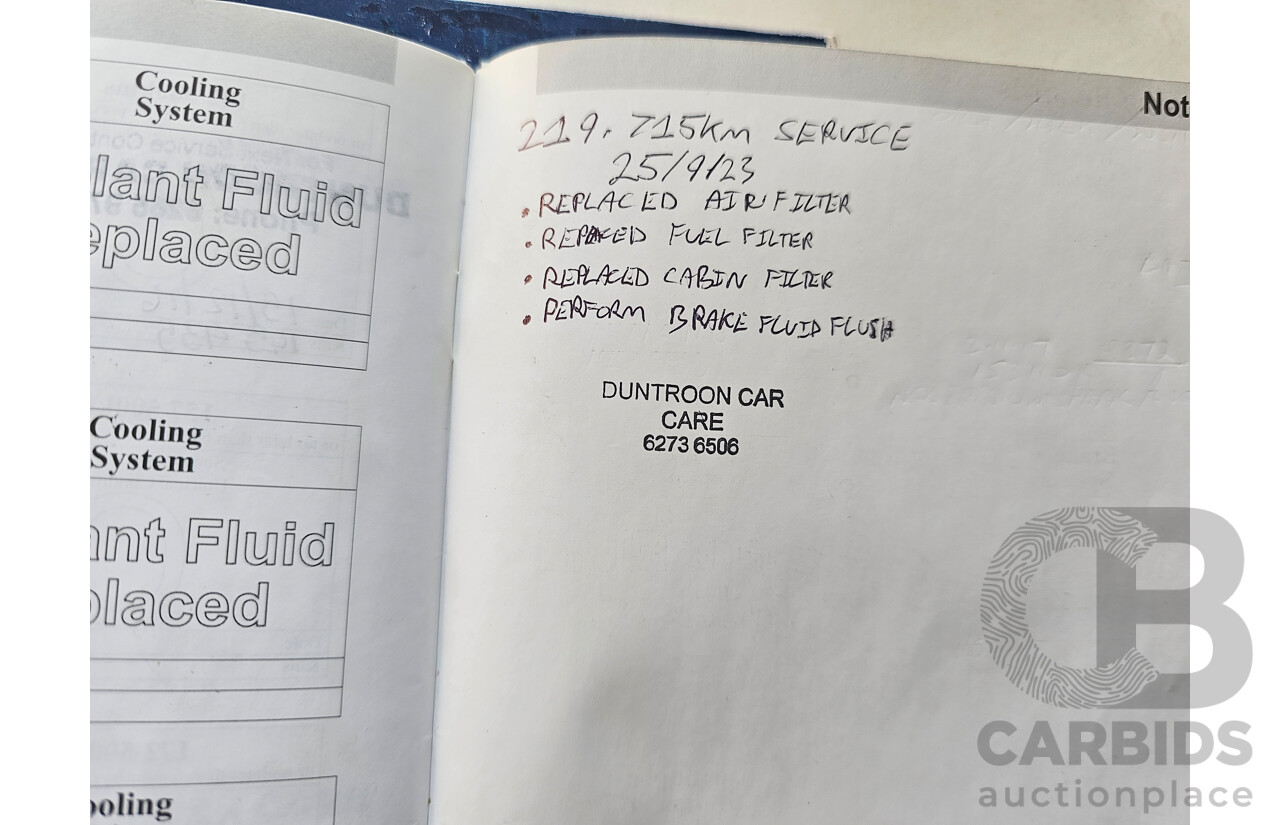 Cooling
System
lant Fluid
eplaced
Cooling
System
ant Fluid
placed
ooling
Not
219.715KM SERVICE
25/9/23
• REPLACED AIR FILTER
• REPLACED FUEL FILTER
• REPLACED CABIN FILTER
• PERFORM BRAKE FLUID FLUSH
DUNTROON CAR
CARE
6273 6506
CB
CARBIDS
auctionplace